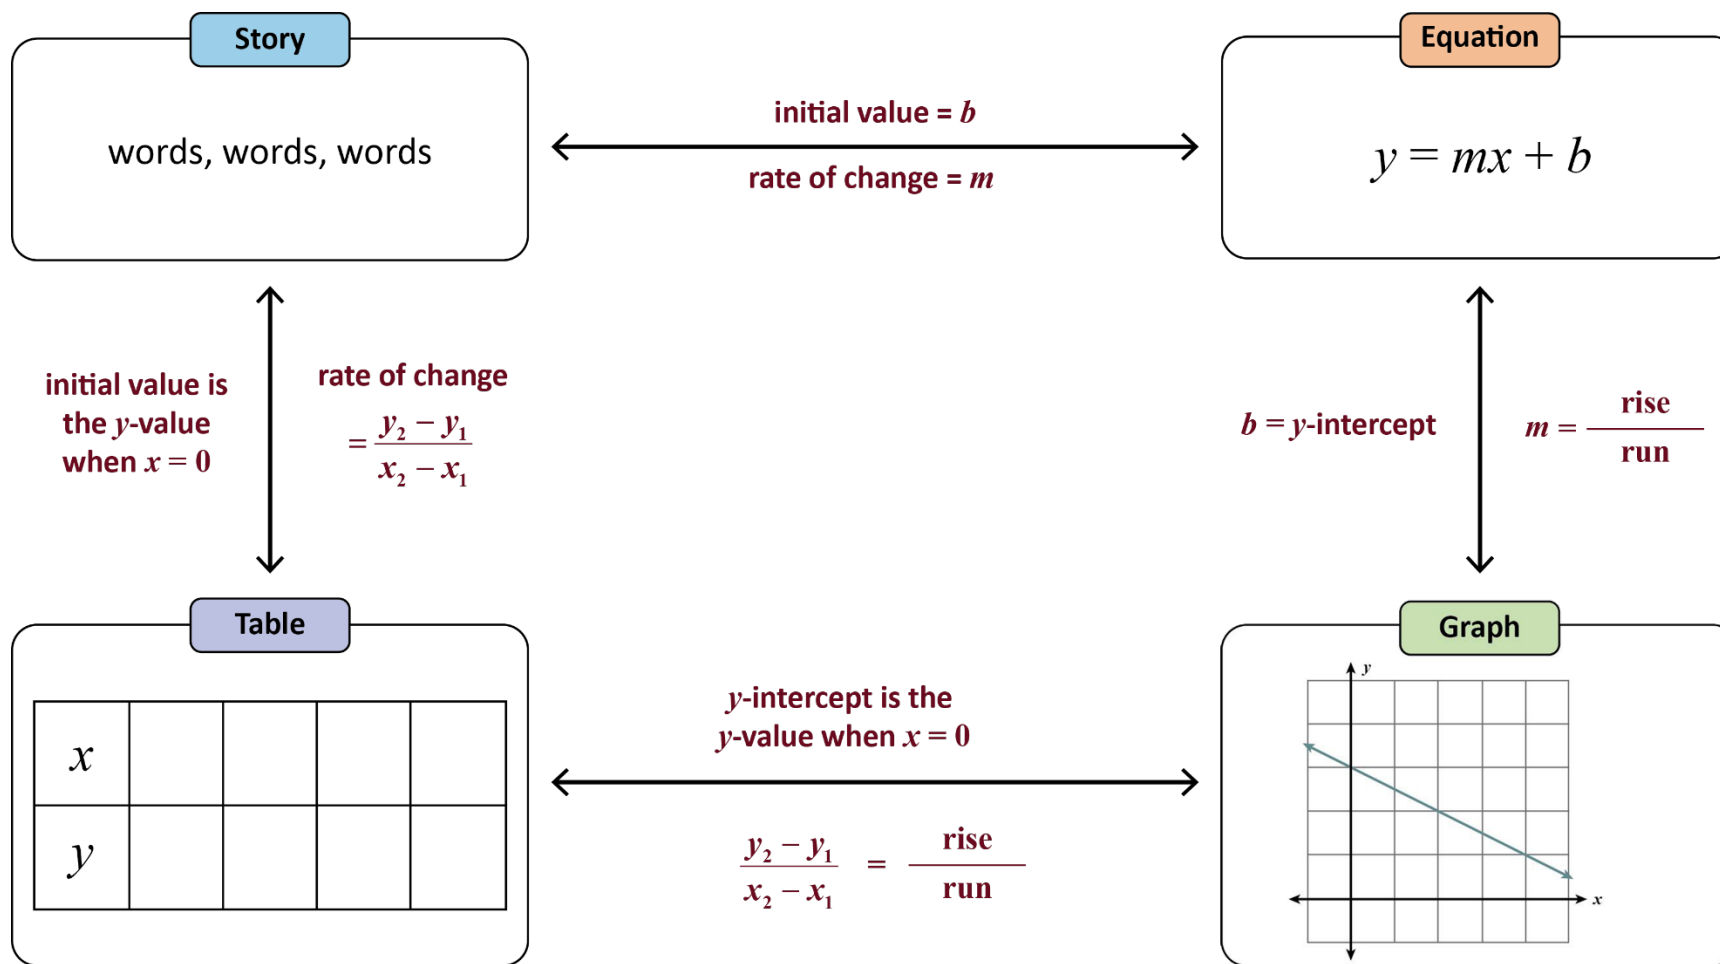 Story
words, words, words
initial value = b
rate of change = m
Equation
y = mx + b
initial value is
the y-value
when x = 0
rate of change
= y₂ − y₁
x₂ − x₁
b = y-intercept
m = rise
run
Table
x
y
y-intercept is the
y-value when x = 0
y₂ − y₁ = rise
x₂ − x₁ run
Graph
y
x